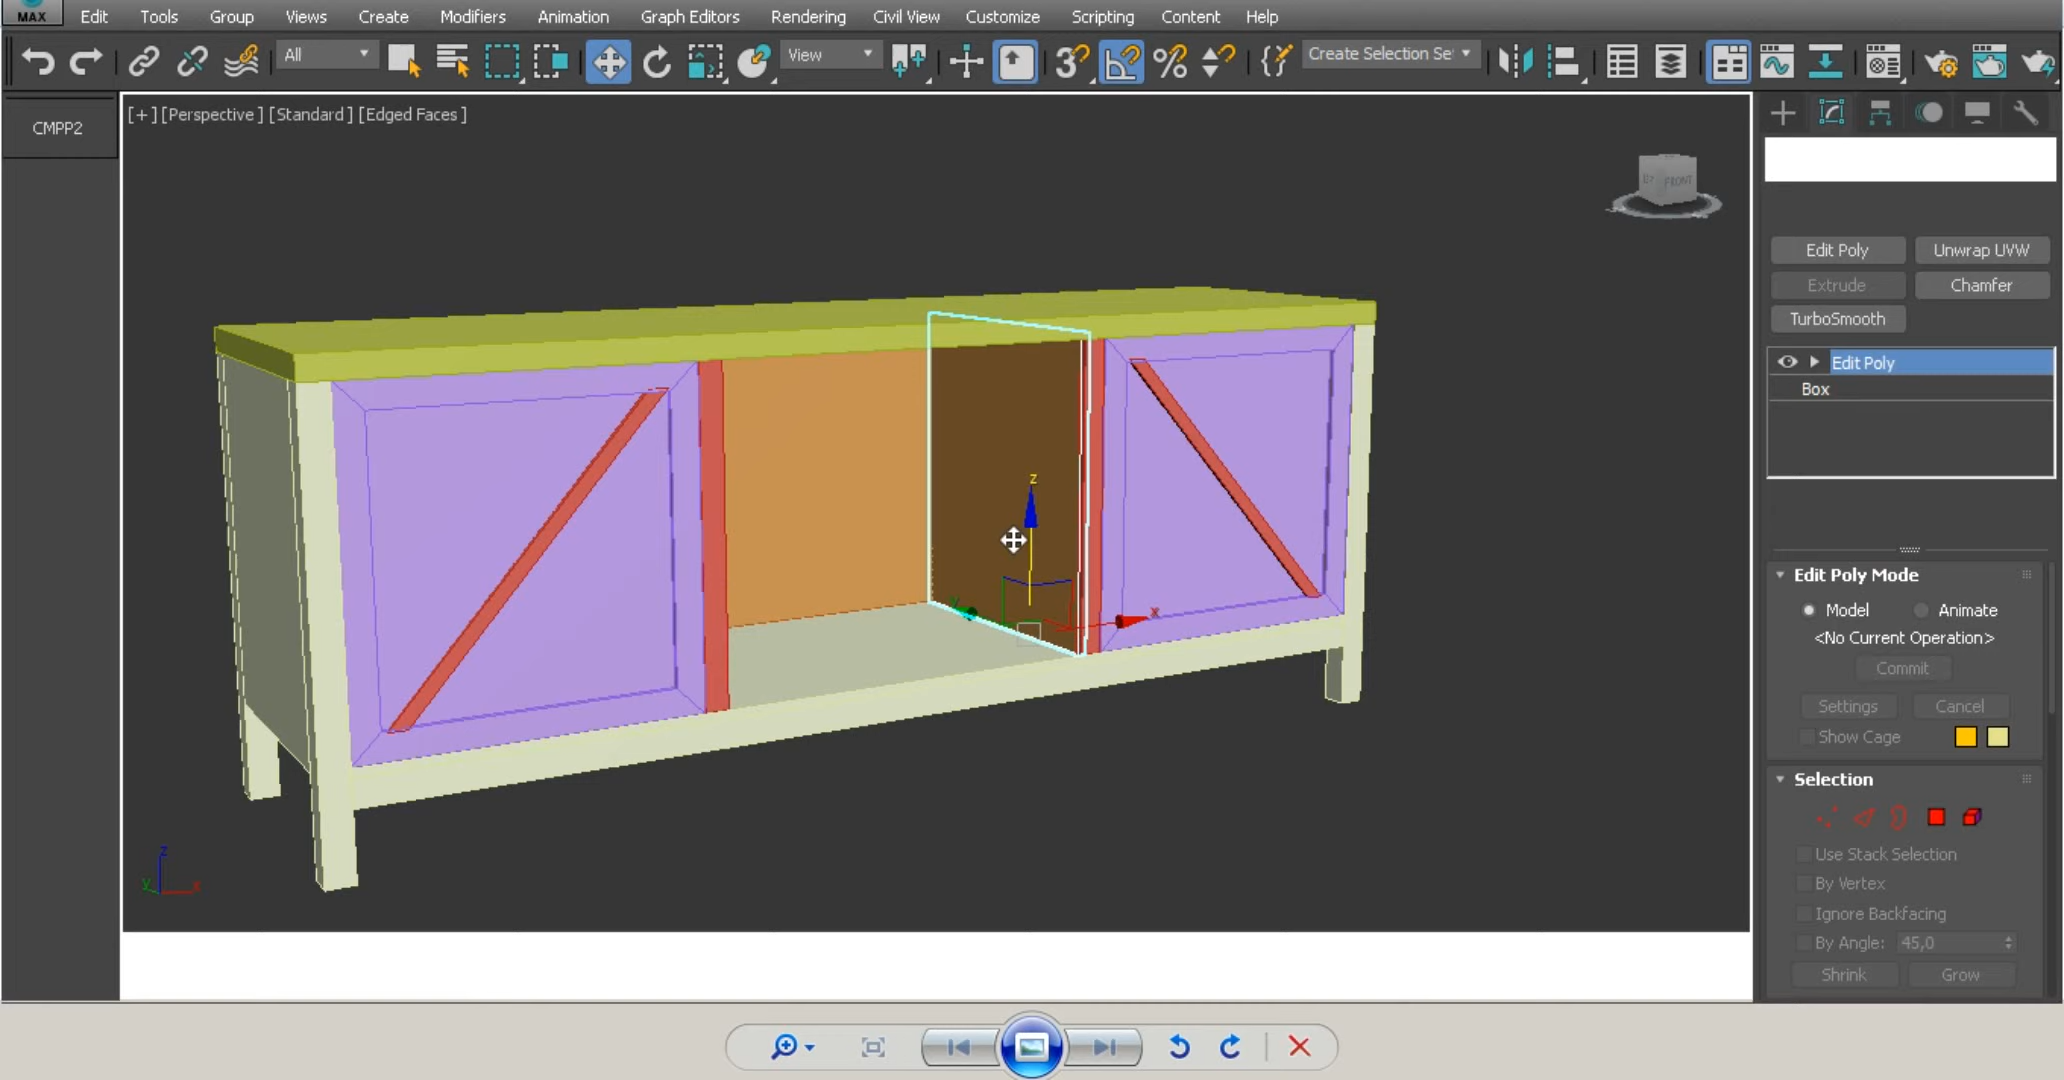 MAX Edit Tools Group Views Create Modifiers Animation Graph Editors Rendering Civil View Customize Scripting Content Help
All View 3 Create Selection Se
CMPP2
[+] [Perspective] [Standard] [Edged Faces]
FRONT
Edit Poly Unwrap UVW
Extrude Chamfer
TurboSmooth
Edit Poly
Box
z
y x
Edit Poly Mode
Model Animate
<No Current Operation>
Commit
Settings Cancel
Show Cage
Selection
Use Stack Selection
By Vertex
Ignore Backfacing
By Angle: 45,0
Shrink Grow
z
y x